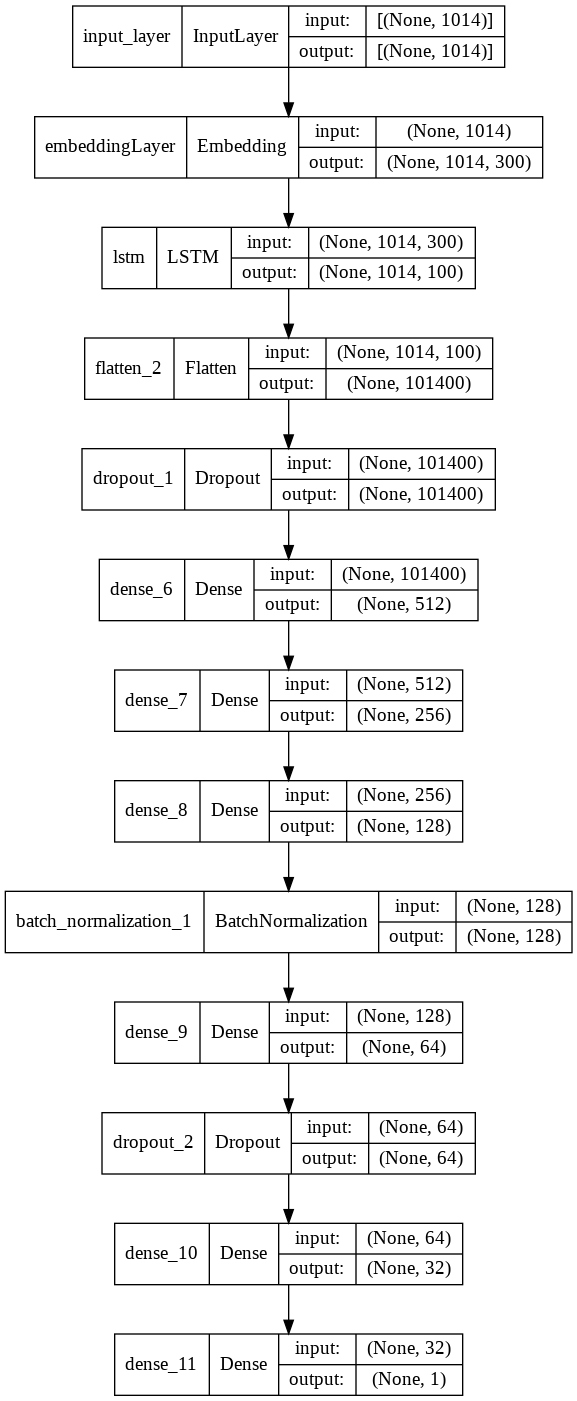 input_layer InputLayer input: [(None, 1014)]
output: [(None, 1014)]
embeddingLayer Embedding input: (None, 1014)
output: (None, 1014, 300)
lstm LSTM input: (None, 1014, 300)
output: (None, 1014, 100)
flatten_2 Flatten input: (None, 1014, 100)
output: (None, 101400)
dropout_1 Dropout input: (None, 101400)
output: (None, 101400)
dense_6 Dense input: (None, 101400)
output: (None, 512)
dense_7 Dense input: (None, 512)
output: (None, 256)
dense_8 Dense input: (None, 256)
output: (None, 128)
batch_normalization_1 BatchNormalization input: (None, 128)
output: (None, 128)
dense_9 Dense input: (None, 128)
output: (None, 64)
dropout_2 Dropout input: (None, 64)
output: (None, 64)
dense_10 Dense input: (None, 64)
output: (None, 32)
dense_11 Dense input: (None, 32)
output: (None, 1)